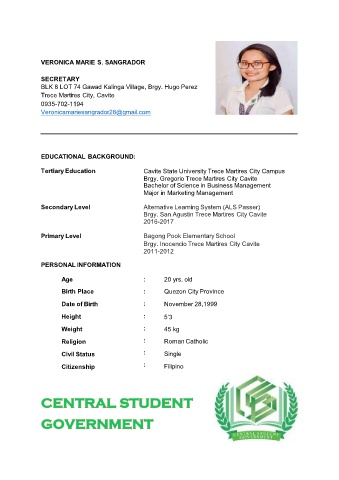 VERONICA MARIE S. SANGRADOR
SECRETARY
BLK 8 LOT 74 Gawad Kalinga Village, Brgy. Hugo Perez
Trece Martires City, Cavite
0935-702-1194
Veronicamariesangrador28@gmail.com
EDUCATIONAL BACKGROUND:
Tertiary Education Cavite State University Trece Martires City Campus
Brgy. Gregorio Trece Martires City Cavite
Bachelor of Science in Business Management
Major in Marketing Management
Secondary Level Alternative Learning System (ALS Passer)
Brgy. San Agustin Trece Martires City Cavite
2016-2017
Primary Level Bagong Pook Elementary School
Brgy. Inocencio Trece Martires City Cavite
2011-2012
PERSONAL INFORMATION
Age : 20 yrs. old
Birth Place : Quezon City Province
Date of Birth : November 28,1999
Height : 5'3
Weight : 45 kg
Religion : Roman Catholic
Civil Status : Single
Citizenship : Filipino
CENTRAL STUDENT
GOVERNMENT